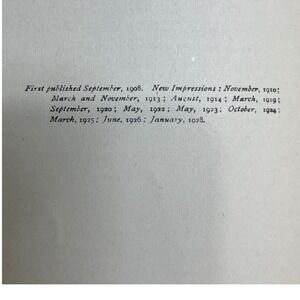 First published September, 1908. New Impressions : November, 1910;
March and November, 1913 ; August, 1914 ; March, 1919;
September, 1920 ; May, 1922 ; May, 1923 ; October, 1924 ;
March, 1925 ; June, 1926 ; January, 1928.